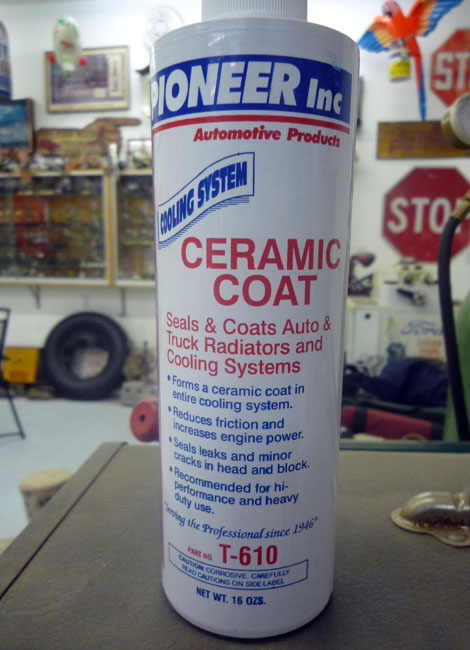 PIONEER Inc
Automotive Products
COOLING SYSTEM
CERAMIC
COAT
Seals & Coats Auto &
Truck Radiators and
Cooling Systems
• Forms a ceramic coat in
entire cooling system.
• Reduces friction and
increases engine power.
• Seals leaks and minor
cracks in head and block.
• Recommended for hi-
performance and heavy
duty use.
"Serving the Professional since 1946"
PART NO. T-610
CAUTION: CORROSIVE. CAREFULLY
READ CAUTIONS ON SIDE LABEL
NET WT. 16 OZS.
STOP